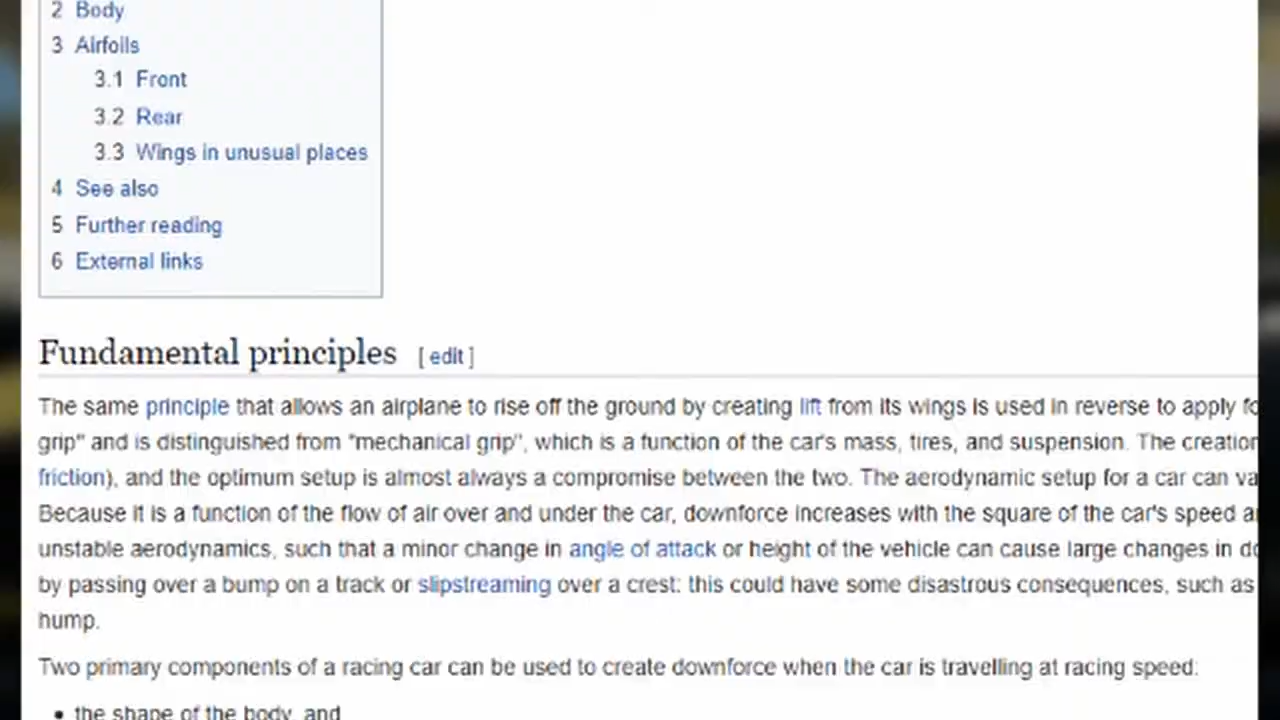 2 Body
3 Airfoils
3.1 Front
3.2 Rear
3.3 Wings in unusual places
4 See also
5 Further reading
6 External links
Fundamental principles [ edit ]
The same principle that allows an airplane to rise off the ground by creating lift from its wings is used in reverse to apply fo
grip" and is distinguished from "mechanical grip", which is a function of the car's mass, tires, and suspension. The creation
friction), and the optimum setup is almost always a compromise between the two. The aerodynamic setup for a car can va
Because it is a function of the flow of air over and under the car, downforce increases with the square of the car's speed a
unstable aerodynamics, such that a minor change in angle of attack or height of the vehicle can cause large changes in do
by passing over a bump on a track or slipstreaming over a crest: this could have some disastrous consequences, such as
hump.
Two primary components of a racing car can be used to create downforce when the car is travelling at racing speed:
• the shape of the body, and